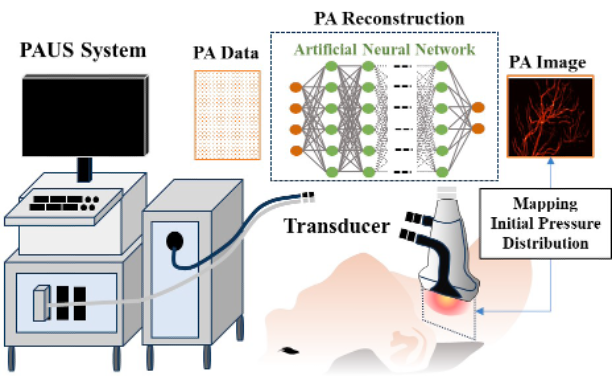 PA Reconstruction
PAUS System
PA Data
Artificial Neural Network
PA Image
Transducer
Mapping
Initial Pressure
Distribution